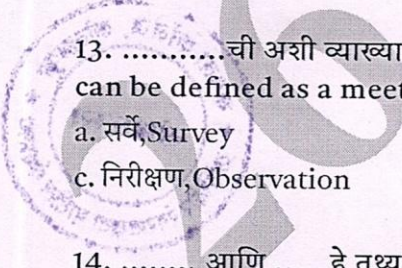 13. ...........ची अशी व्याख्या
can be defined as a meet
a. सर्वे,Survey
c. निरीक्षण,Observation
14. ......... आणि ...... हे तथ्य